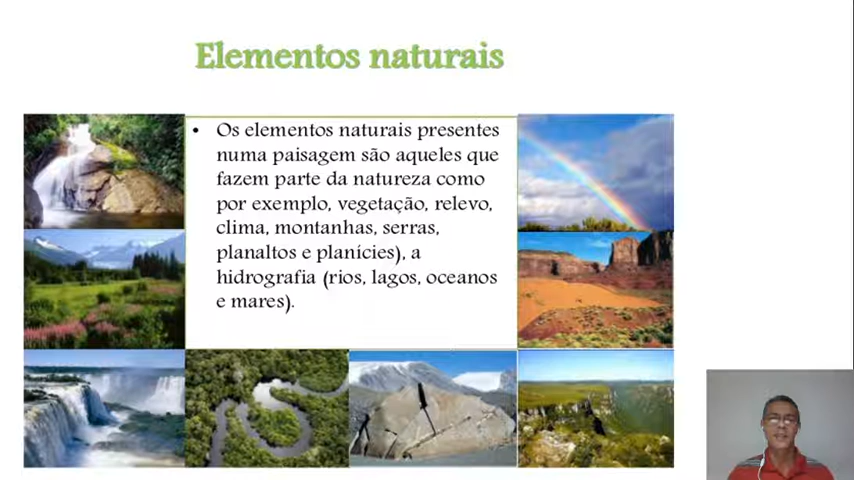 Elementos naturais
• Os elementos naturais presentes
numa paisagem são aqueles que
fazem parte da natureza como
por exemplo, vegetação, relevo,
clima, montanhas, serras,
planaltos e planícies), a
hidrografia (rios, lagos, oceanos
e mares).